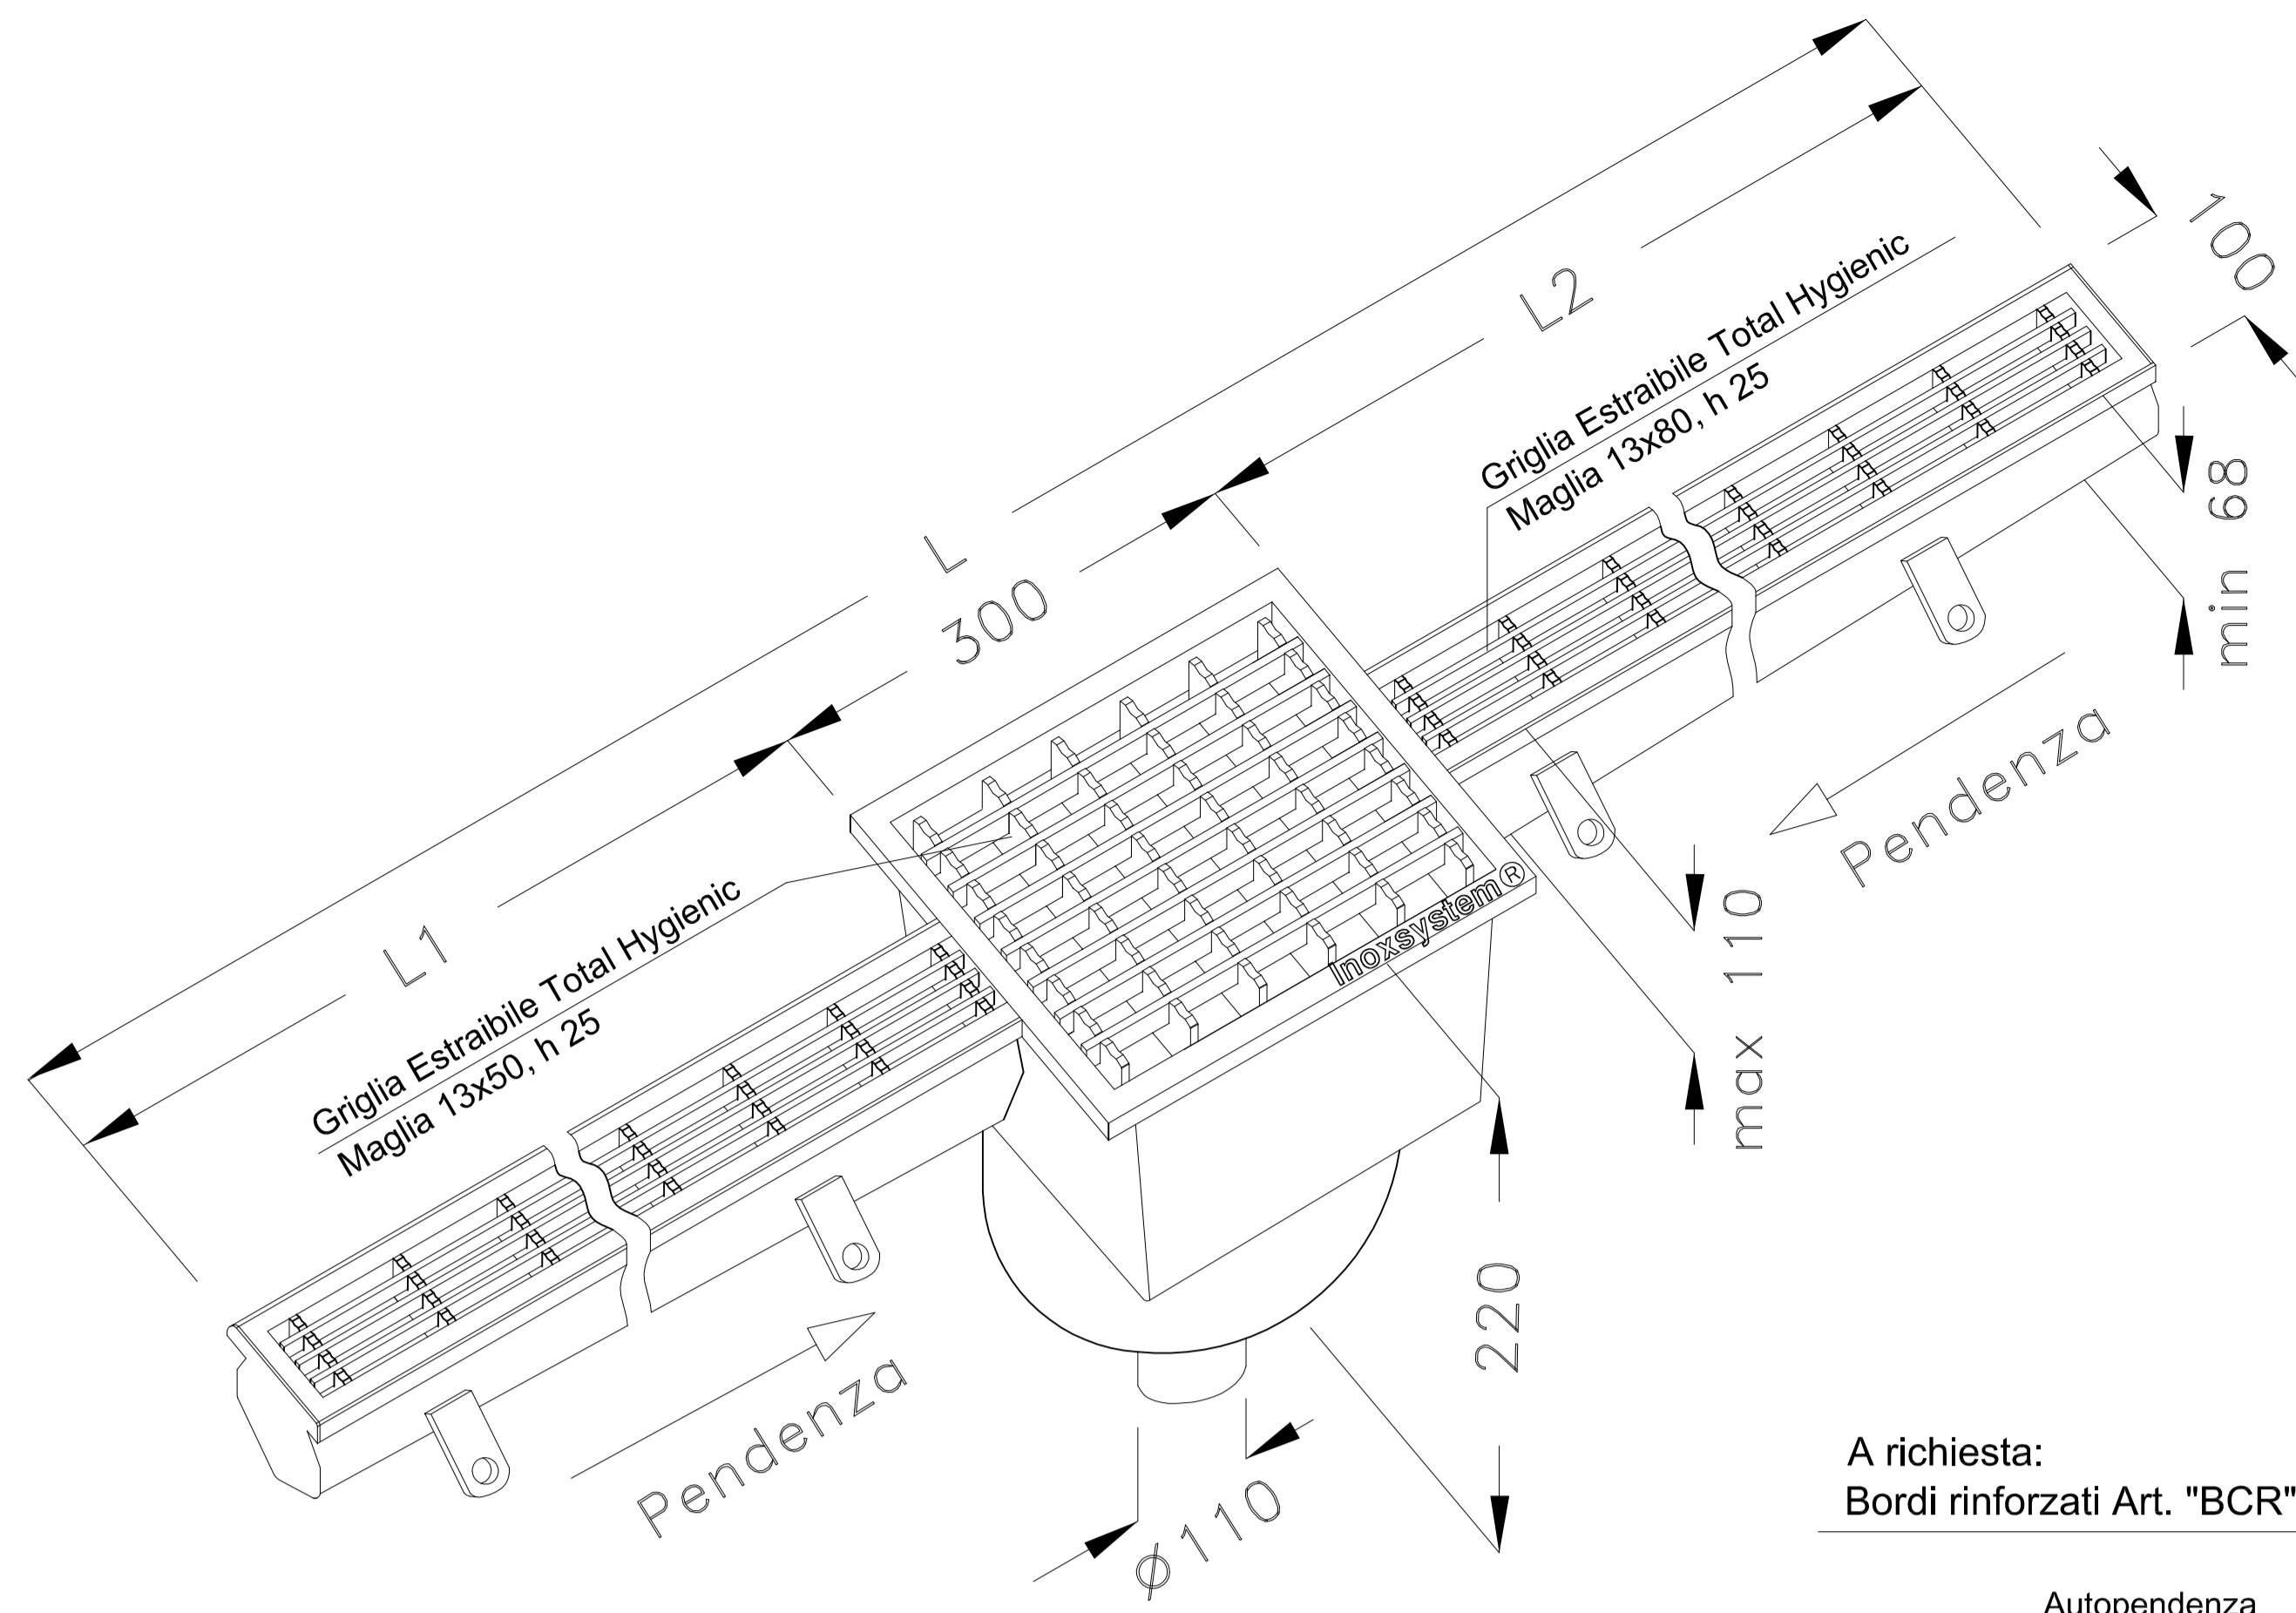 100
L2
Griglia Estraibile Total Hygienic
Maglia 13x80, h 25
L
300
min 68
Pendenza
L1
Griglia Estraibile Total Hygienic
Maglia 13x50, h 25
Inoxsystem®
max 110
220
Pendenza
ø110
A richiesta:
Bordi rinforzati Art. "BCR"
Autopendenza